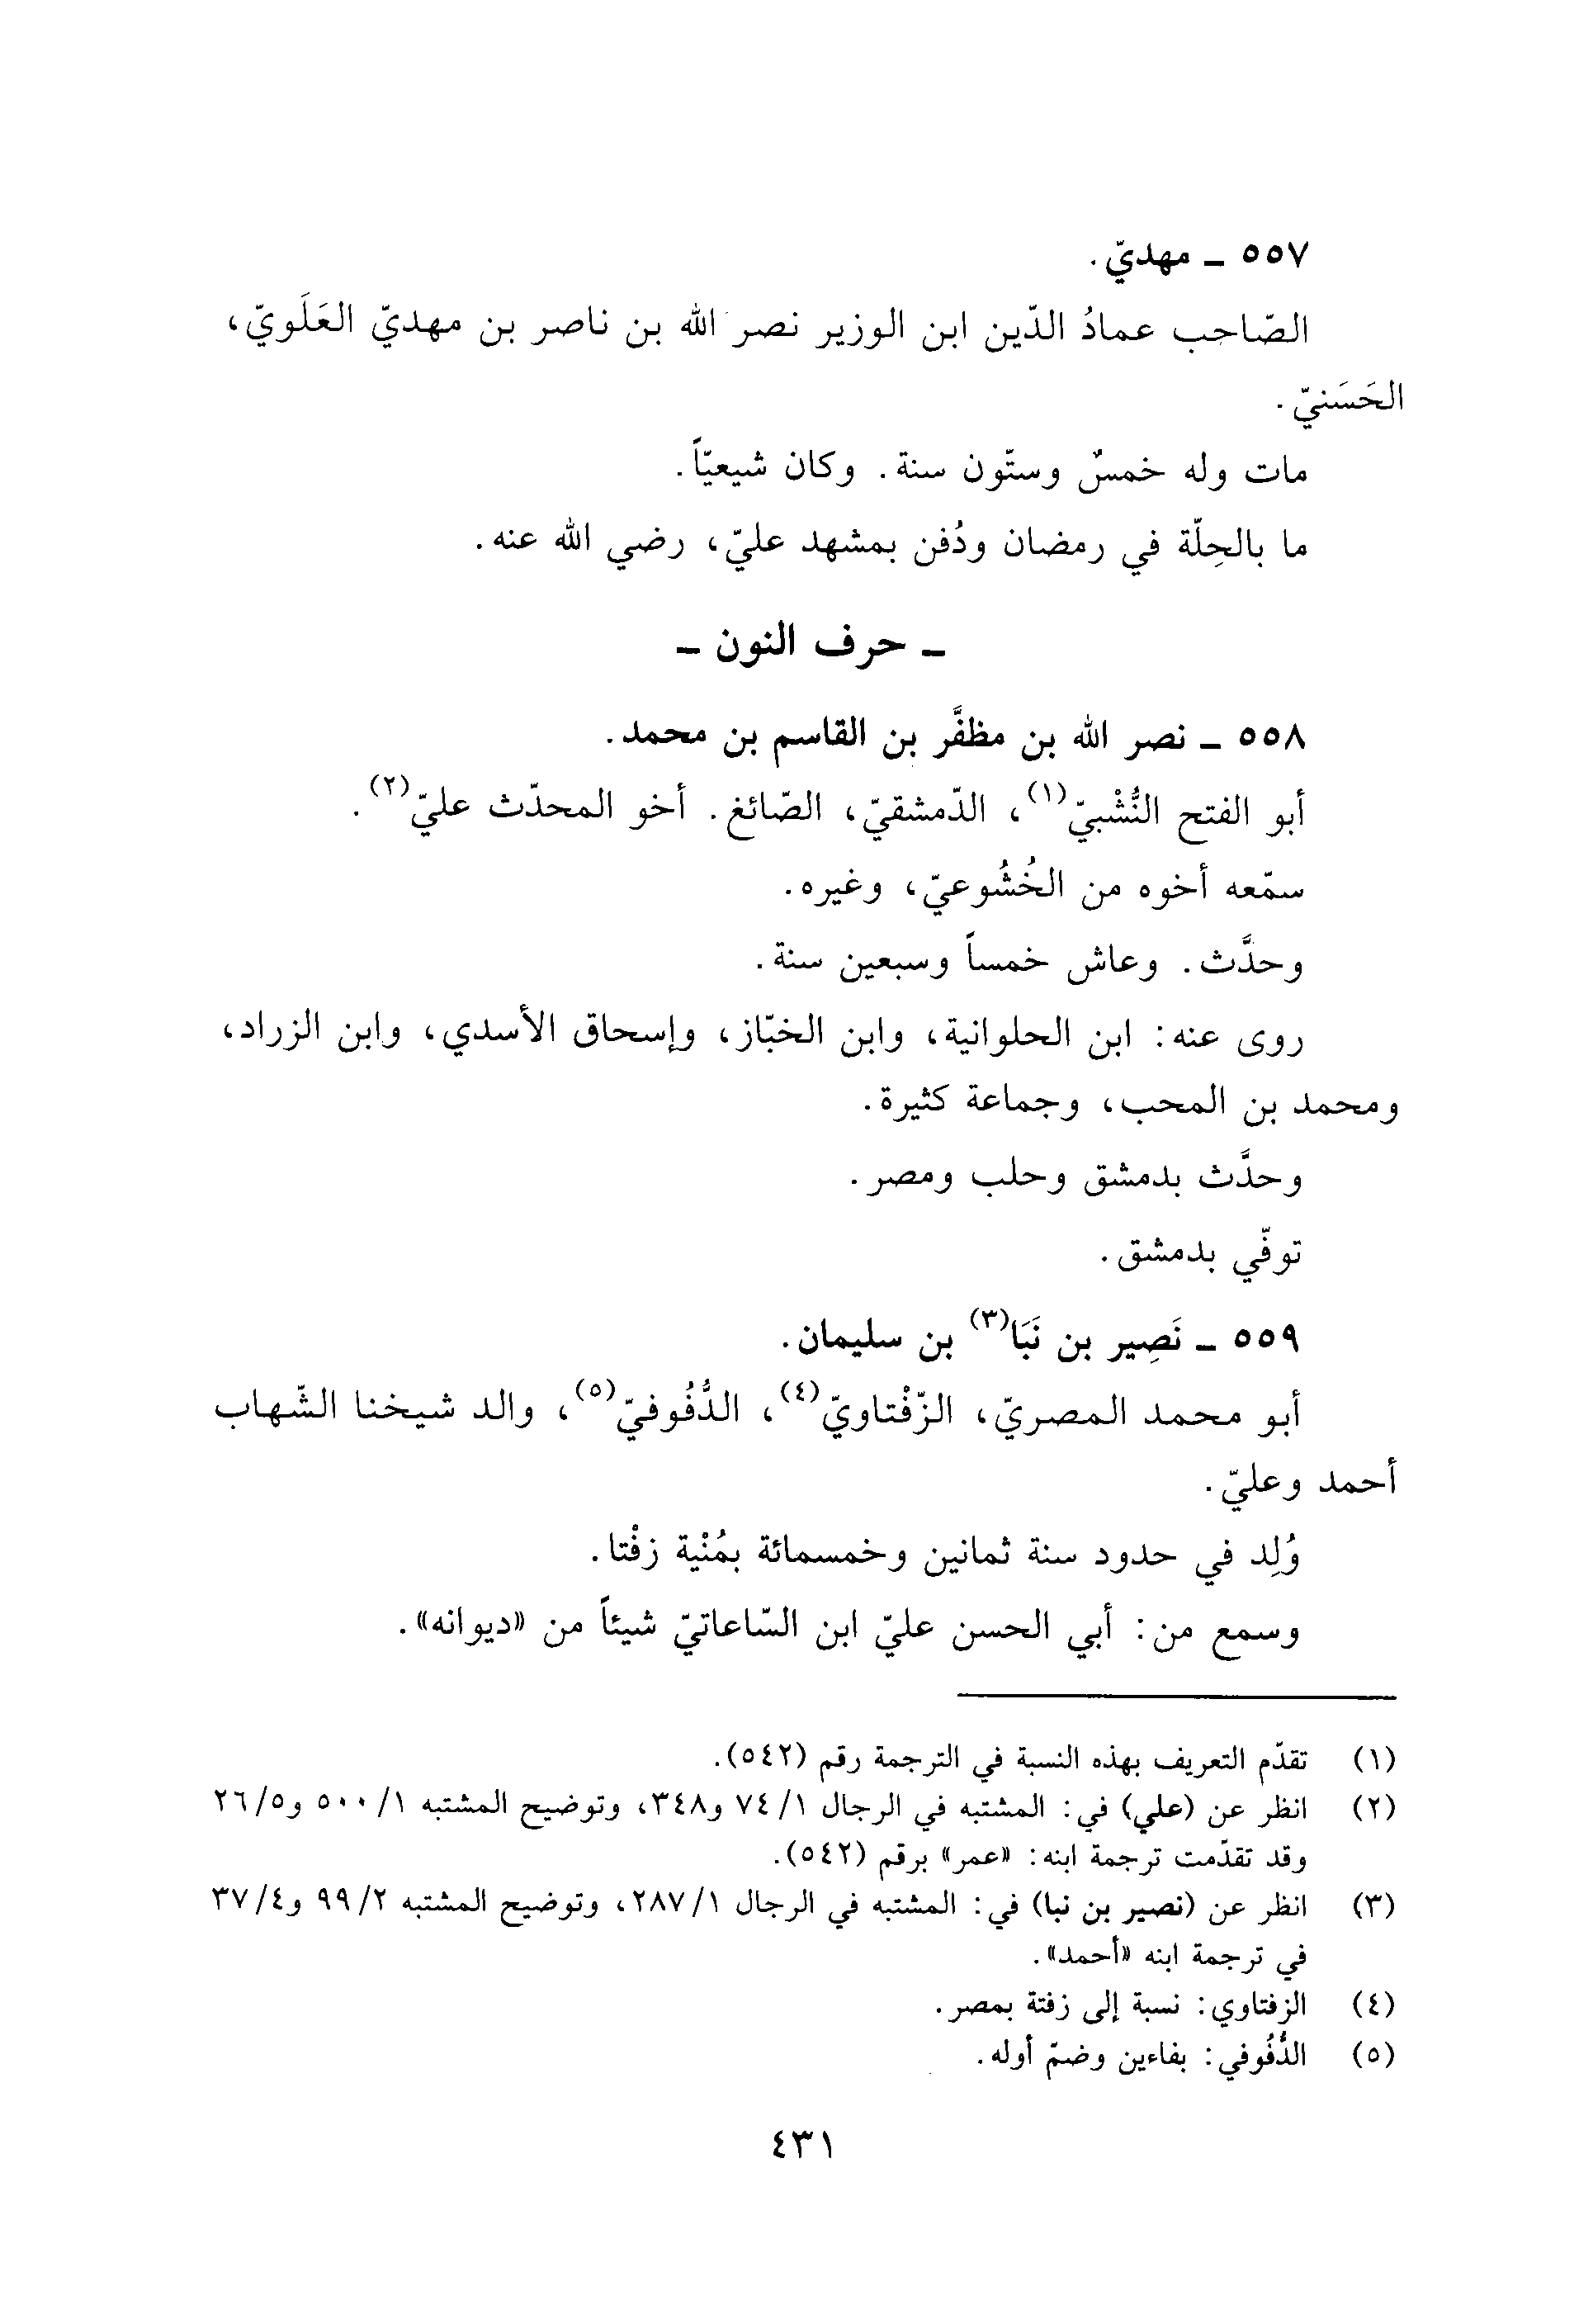 ٥٥٧ ـ مهديّ.
الصّاحب عمادُ الدّين ابن الوزير نصر الله بن ناصر بن مهديّ العَلَويّ،
الحَسَنيّ.
مات وله خمسٌ وستّون سنة. وكان شيعيّاً.
ما بالحِلّة في رمضان ودُفن بمشهد عليّ، رضي الله عنه.
ـ حرف النون ـ
٥٥٨ ـ نصر الله بن مظفَّر بن القاسم بن محمد.
أبو الفتح النُّشْبيّ(١)، الدّمشقيّ، الصّائغ. أخو المحدّث عليّ(٢).
سمّعه أخوه من الخُشُوعيّ، وغيره.
وحدَّث. وعاش خمساً وسبعين سنة.
روى عنه: ابن الحلوانية، وابن الخبّاز، وإسحاق الأسدي، وابن الزراد،
ومحمد بن المحب، وجماعة كثيرة.
وحدَّث بدمشق وحلب ومصر.
توفّي بدمشق.
٥٥٩ ـ نَصِير بن نَبَا(٣) بن سليمان.
أبو محمد المصريّ، الزّفْتاويّ(٤)، الدُّفُوفيّ(٥)، والد شيخنا الشّهاب
أحمد وعليّ.
وُلِد في حدود سنة ثمانين وخمسمائة بمُنْية زفْتا.
وسمع من: أبي الحسن عليّ ابن السّاعاتيّ شيئاً من «ديوانه».
(١) تقدّم التعريف بهذه النسبة في الترجمة رقم (٥٤٢).
(٢) انظر عن (علي) في: المشتبه في الرجال ١/ ٧٤ و٣٤٨، وتوضيح المشتبه ١/ ٥٠٠ و٥/ ٢٦
وقد تقدّمت ترجمة ابنه: «عمر» برقم (٥٤٢).
(٣) انظر عن (نصير بن نبا) في: المشتبه في الرجال ١/ ٢٨٧، وتوضيح المشتبه ٢/ ٩٩ و٤/ ٣٧
في ترجمة ابنه «أحمد».
(٤) الزفتاوي: نسبة إلى زفتة بمصر.
(٥) الدُّفُوفي: بفاءين وضمّ أوله.
٤٣١